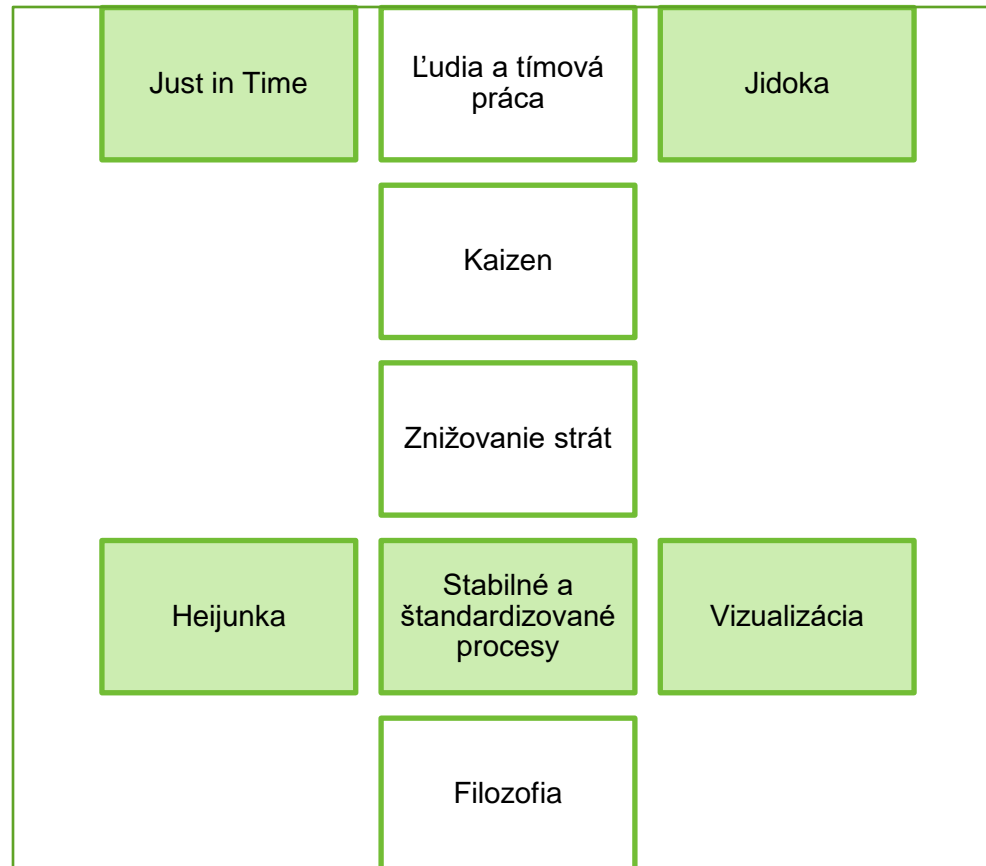 Just in Time
Ľudia a tímová
práca
Jidoka
Kaizen
Znižovanie strát
Heijunka
Stabilné a
štandardizované
procesy
Vizualizácia
Filozofia